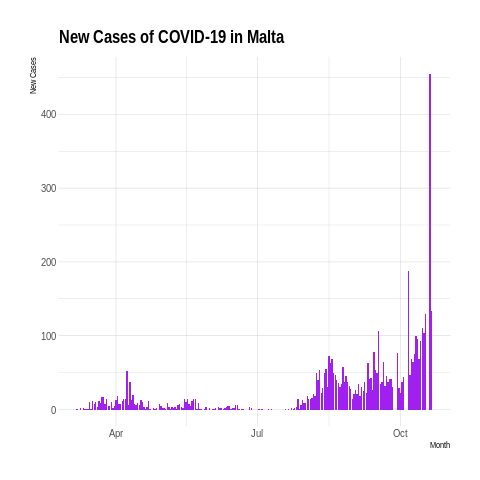 New Cases of COVID-19 in Malta
New Cases
400
300
200
100
0
Apr
Jul
Oct
Month